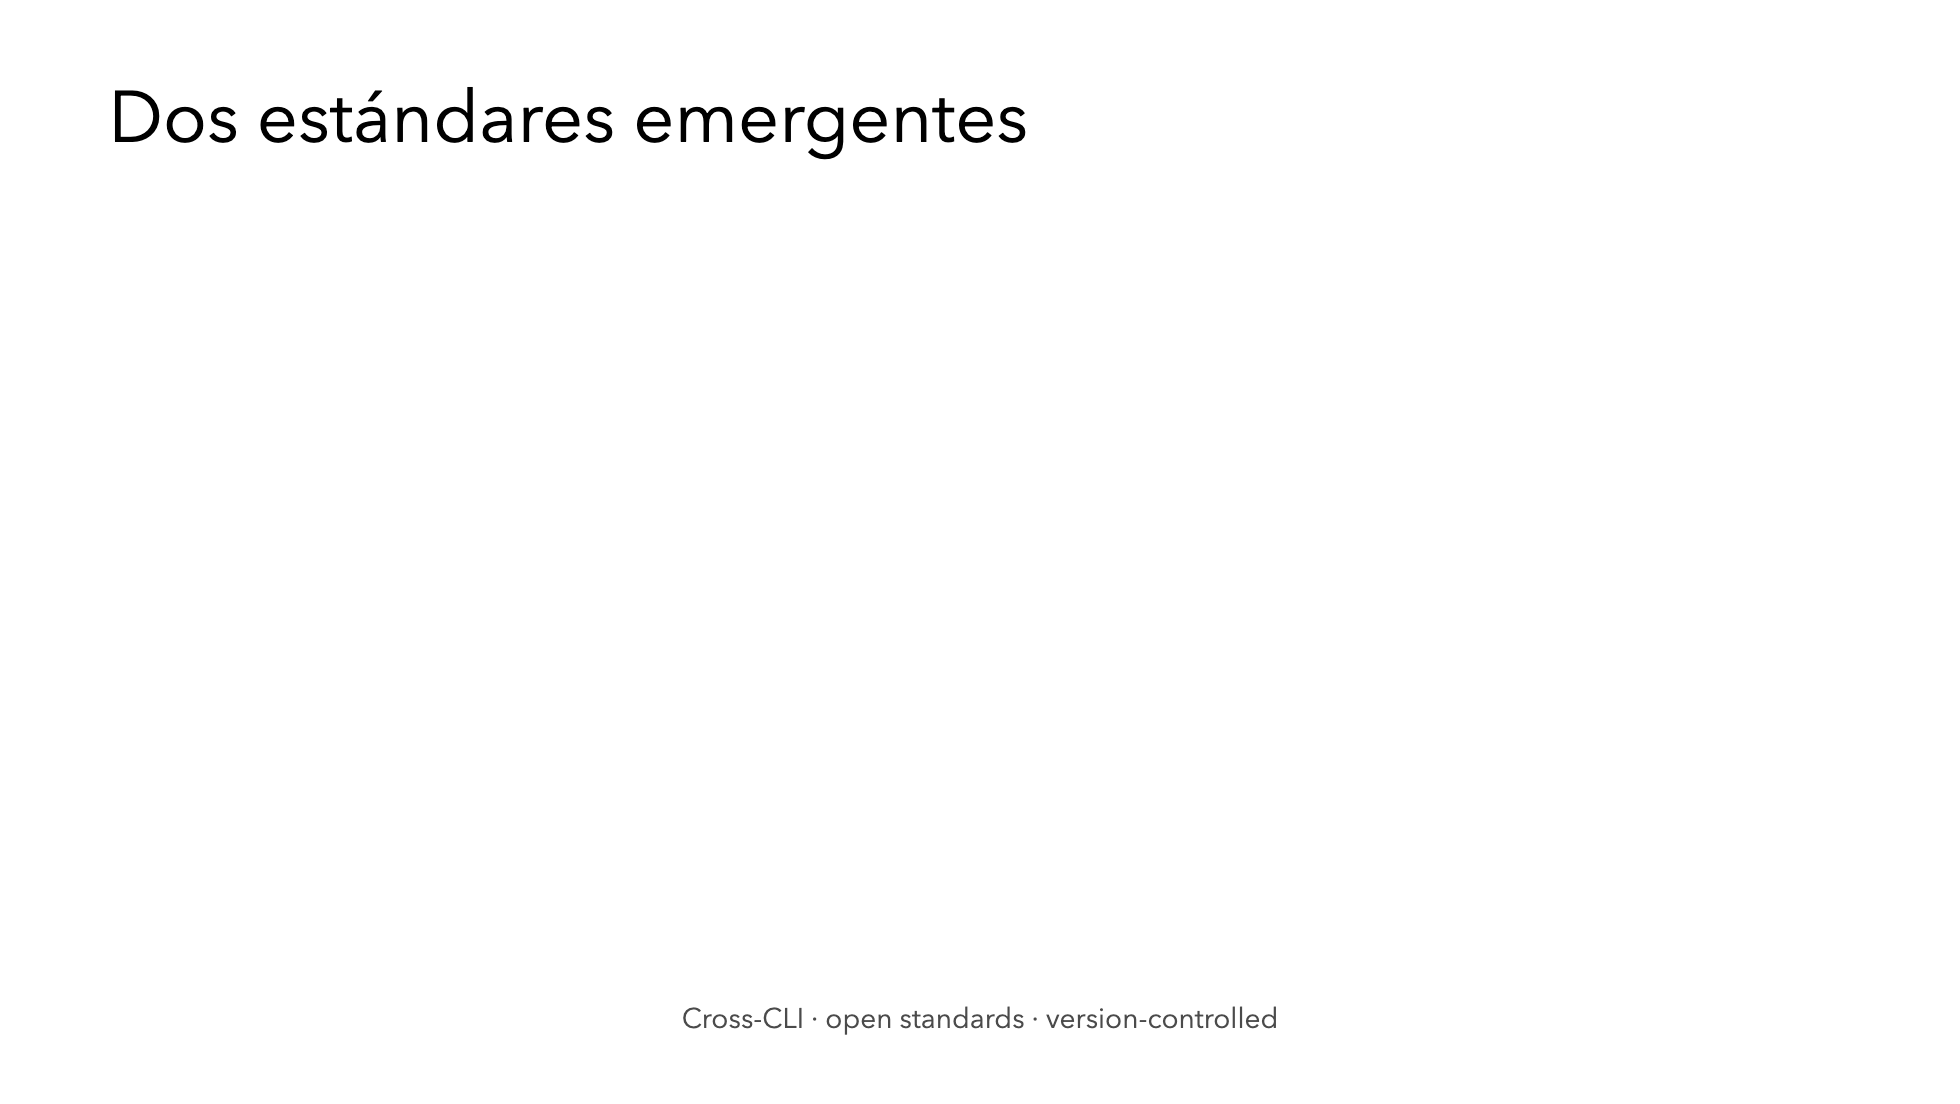 Dos estándares emergentes
Cross-CLI · open standards · version-controlled